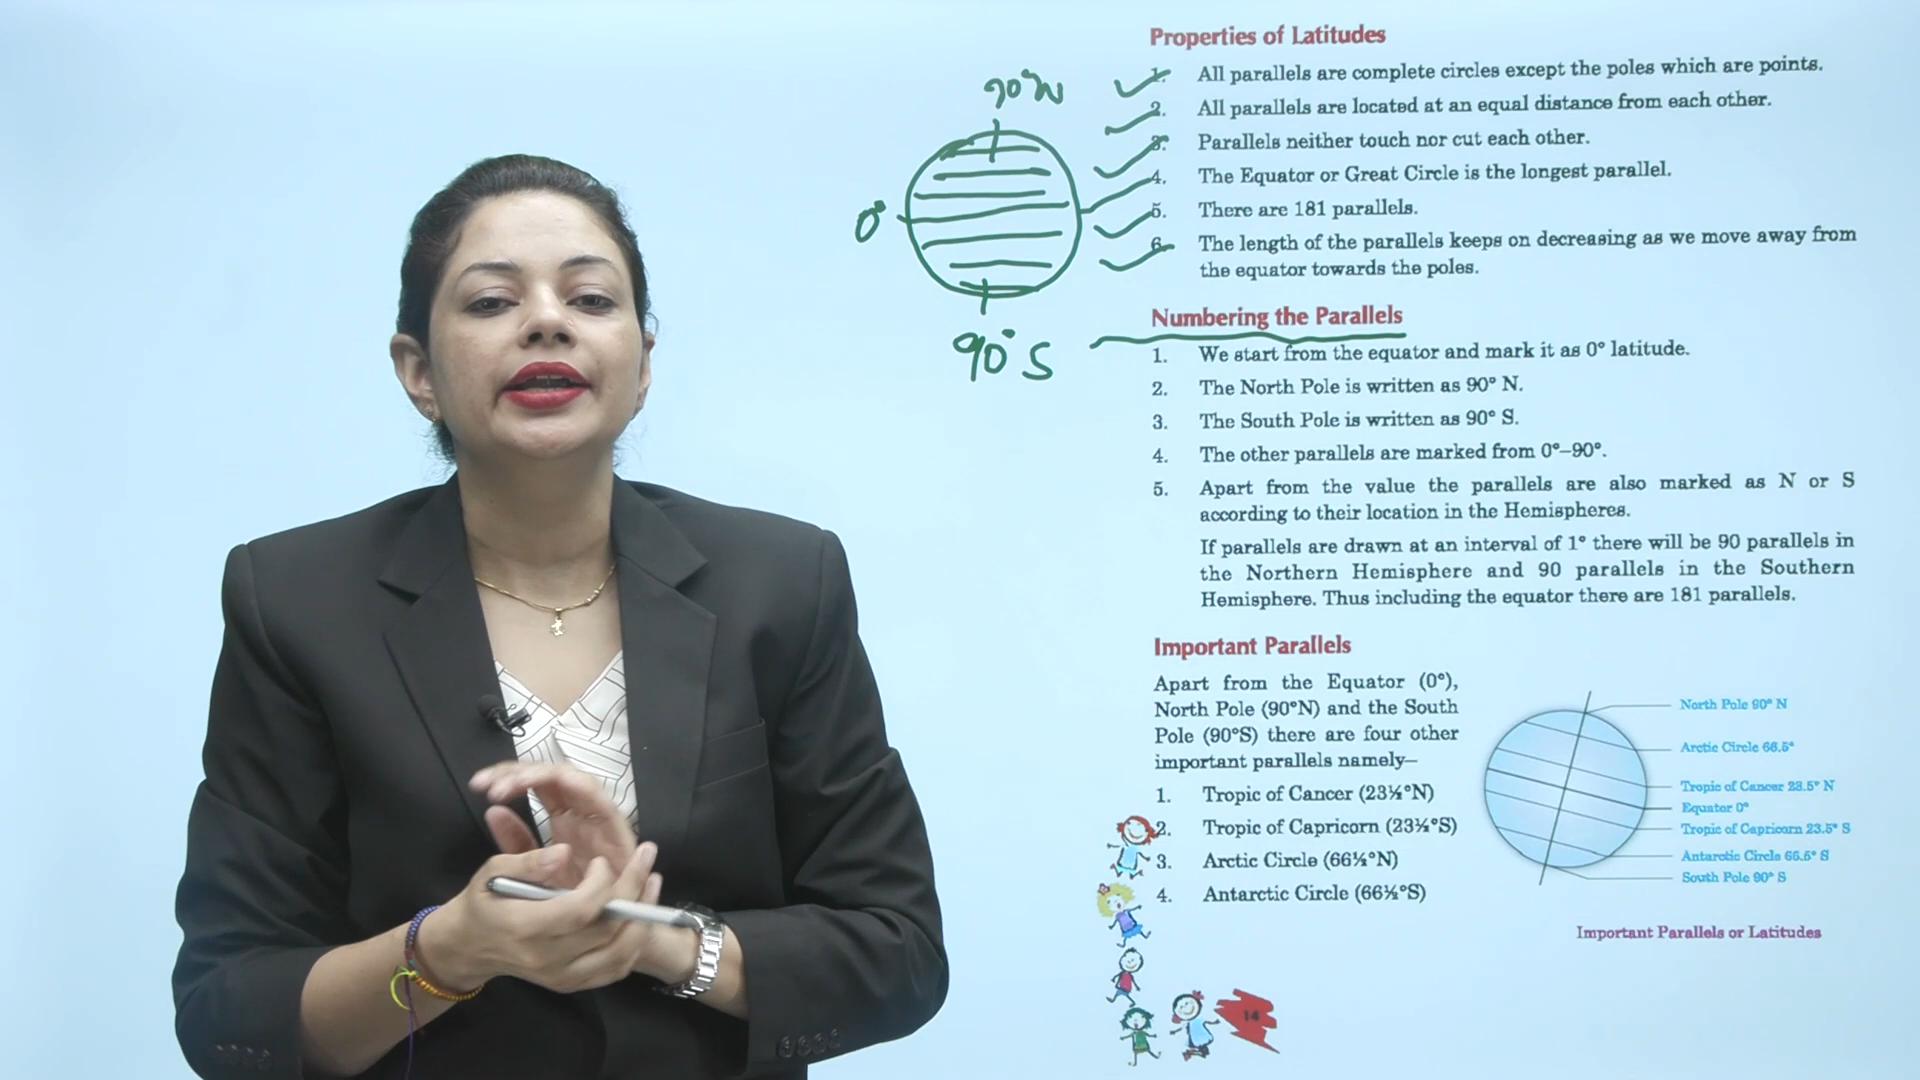 Properties of Latitudes
1. All parallels are complete circles except the poles which are points.
2. All parallels are located at an equal distance from each other.
3. Parallels neither touch nor cut each other.
4. The Equator or Great Circle is the longest parallel.
5. There are 181 parallels.
6. The length of the parallels keeps on decreasing as we move away from
the equator towards the poles.
90°N
0°
90°S
Numbering the Parallels
1. We start from the equator and mark it as 0° latitude.
2. The North Pole is written as 90° N.
3. The South Pole is written as 90° S.
4. The other parallels are marked from 0°–90°.
5. Apart from the value the parallels are also marked as N or S
according to their location in the Hemispheres.
If parallels are drawn at an interval of 1° there will be 90 parallels in
the Northern Hemisphere and 90 parallels in the Southern
Hemisphere. Thus including the equator there are 181 parallels.
Important Parallels
Apart from the Equator (0°),
North Pole (90°N) and the South
Pole (90°S) there are four other
important parallels namely–
1. Tropic of Cancer (23½°N)
2. Tropic of Capricorn (23½°S)
3. Arctic Circle (66½°N)
4. Antarctic Circle (66½°S)
North Pole 90° N
Arctic Circle 66.5°
Tropic of Cancer 23.5° N
Equator 0°
Tropic of Capricorn 23.5° S
Antarctic Circle 66.5° S
South Pole 90° S
Important Parallels or Latitudes
14